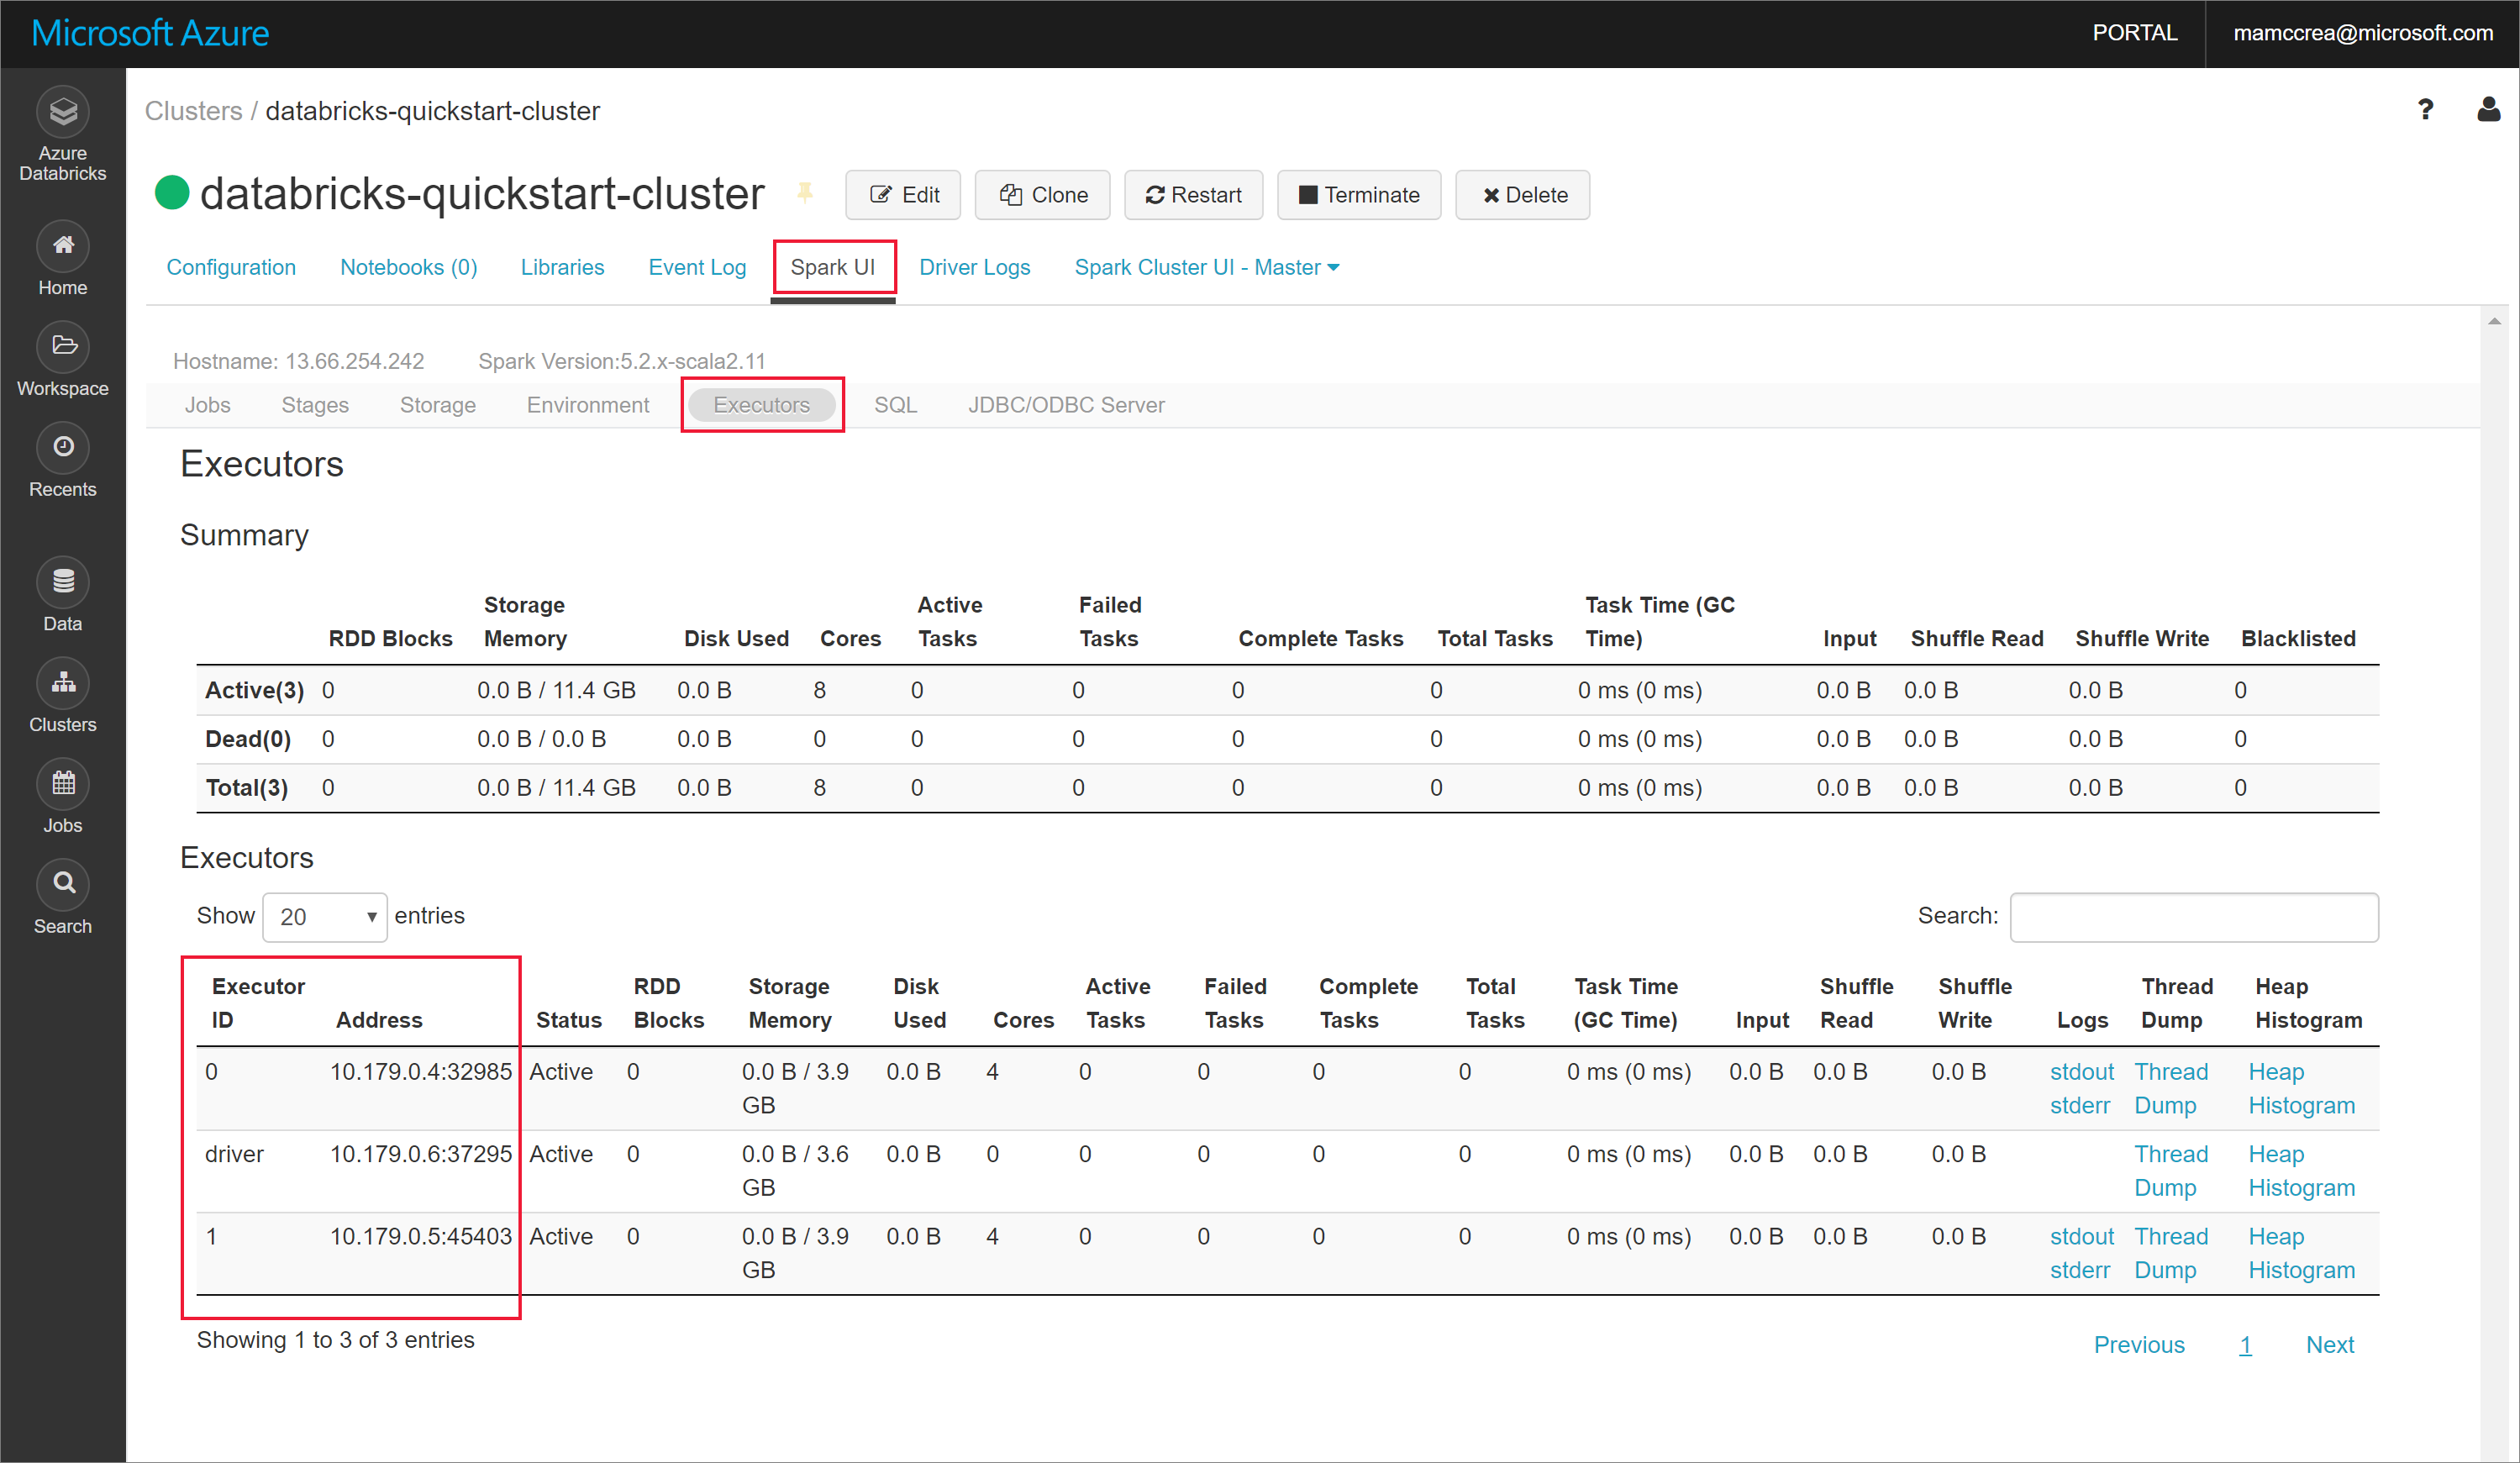 Microsoft Azure
PORTAL
mamccrea@microsoft.com
Azure
Databricks
Home
Workspace
Recents
Data
Clusters
Jobs
Search
Clusters / databricks-quickstart-cluster
?
databricks-quickstart-cluster
Edit
Clone
Restart
Terminate
Delete
Configuration
Notebooks (0)
Libraries
Event Log
Spark UI
Driver Logs
Spark Cluster UI - Master
Hostname: 13.66.254.242 Spark Version:5.2.x-scala2.11
Jobs Stages Storage Environment Executors SQL JDBC/ODBC Server
Executors
Summary
RDD Blocks Storage Memory Disk Used Cores Active Tasks Failed Tasks Complete Tasks Total Tasks Task Time (GC Time) Input Shuffle Read Shuffle Write Blacklisted
Active(3) 0 0.0 B / 11.4 GB 0.0 B 8 0 0 0 0 0 ms (0 ms) 0.0 B 0.0 B 0.0 B 0
Dead(0) 0 0.0 B / 0.0 B 0.0 B 0 0 0 0 0 0 ms (0 ms) 0.0 B 0.0 B 0.0 B 0
Total(3) 0 0.0 B / 11.4 GB 0.0 B 8 0 0 0 0 0 ms (0 ms) 0.0 B 0.0 B 0.0 B 0
Executors
Show 20 entries
Search:
Executor ID Address Status RDD Blocks Storage Memory Disk Used Cores Active Tasks Failed Tasks Complete Tasks Total Tasks Task Time (GC Time) Input Shuffle Read Shuffle Write Logs Thread Dump Heap Histogram
0 10.179.0.4:32985 Active 0 0.0 B / 3.9 GB 0.0 B 4 0 0 0 0 0 ms (0 ms) 0.0 B 0.0 B 0.0 B stdout stderr Thread Dump Heap Histogram
driver 10.179.0.6:37295 Active 0 0.0 B / 3.6 GB 0.0 B 0 0 0 0 0 0 ms (0 ms) 0.0 B 0.0 B 0.0 B Thread Dump Heap Histogram
1 10.179.0.5:45403 Active 0 0.0 B / 3.9 GB 0.0 B 4 0 0 0 0 0 ms (0 ms) 0.0 B 0.0 B 0.0 B stdout stderr Thread Dump Heap Histogram
Showing 1 to 3 of 3 entries
Previous 1 Next